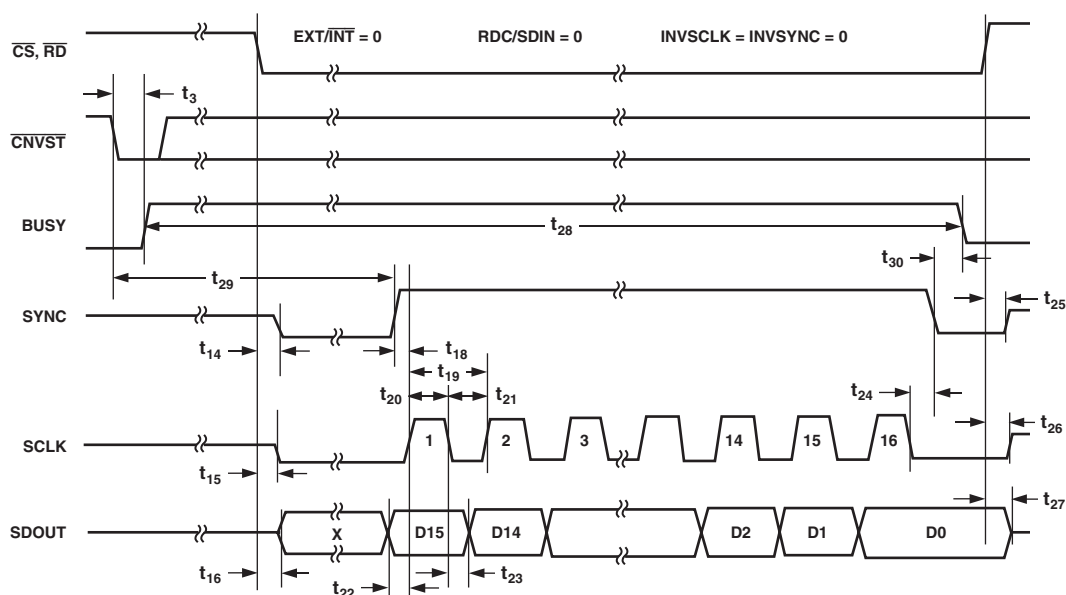 EXT/INT = 0 RDC/SDIN = 0 INVSCLK = INVSYNC = 0
CS, RD
t3
CNVST
BUSY
t28
t30
t29
SYNC
t25
t14
t18
t19
t20
t21
t24
SCLK
1 2 3 14 15 16
t26
t15
t27
SDOUT
X D15 D14 D2 D1 D0
t16
t22
t23